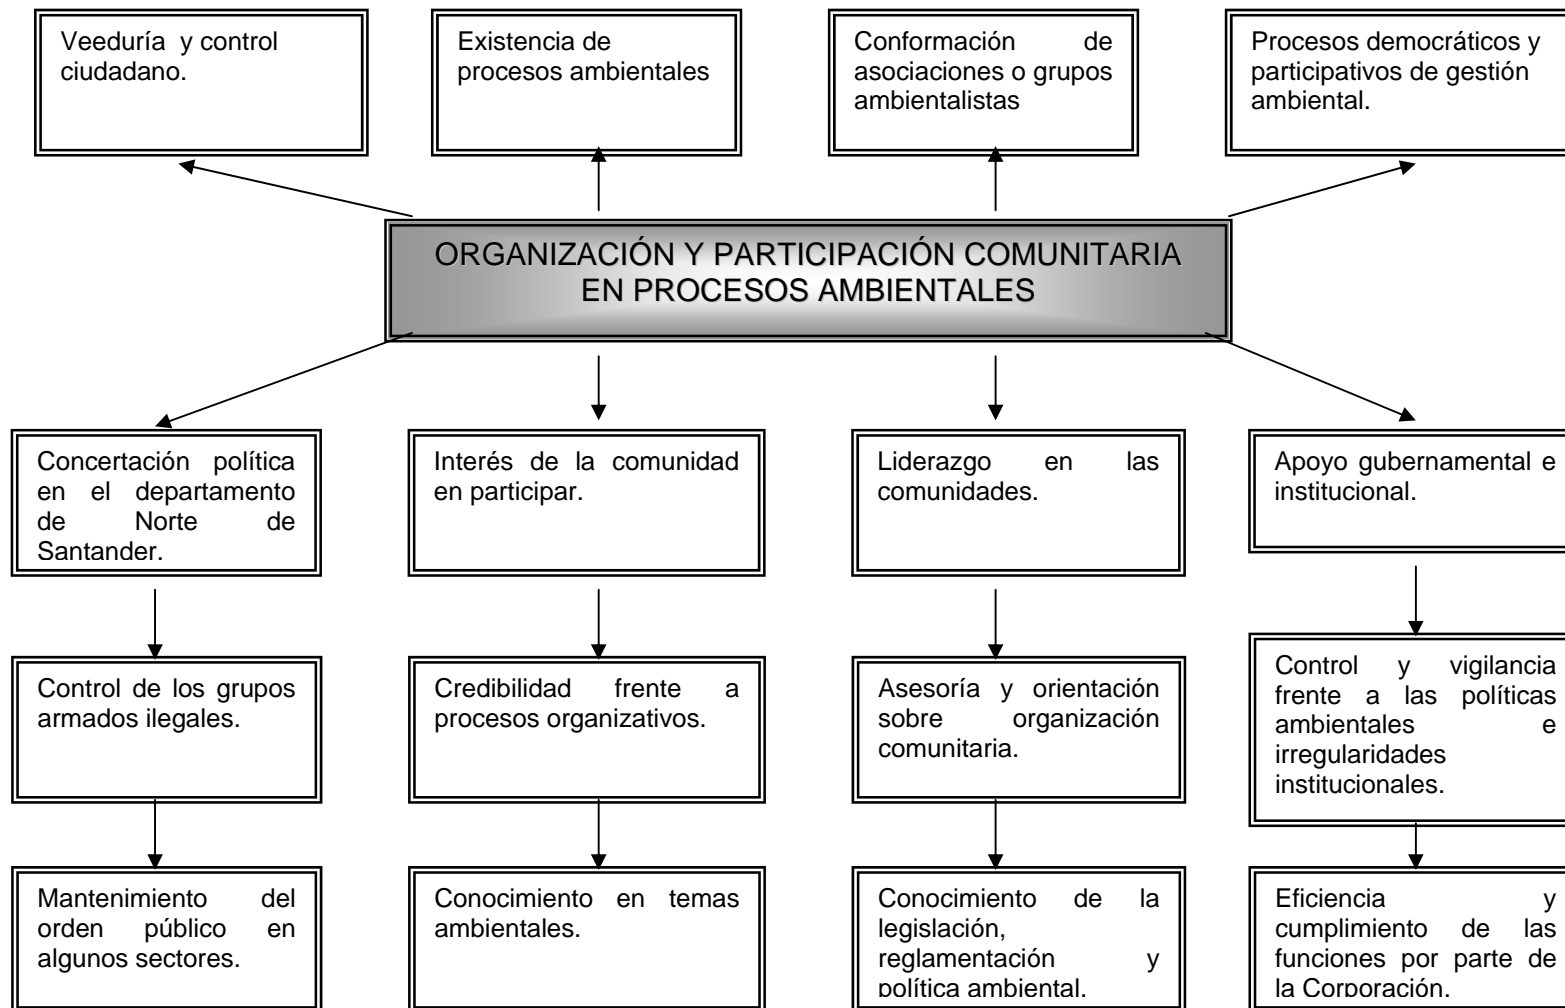 Veeduría y control
ciudadano.
Existencia de
procesos ambientales
Conformación de
asociaciones o grupos
ambientalistas
Procesos democráticos y
participativos de gestión
ambiental.
ORGANIZACIÓN Y PARTICIPACIÓN COMUNITARIA
EN PROCESOS AMBIENTALES
Concertación política
en el departamento
de Norte de
Santander.
Interés de la comunidad
en participar.
Liderazgo en las
comunidades.
Apoyo gubernamental e
institucional.
Control de los grupos
armados ilegales.
Credibilidad frente a
procesos organizativos.
Asesoría y orientación
sobre organización
comunitaria.
Control y vigilancia
frente a las políticas
ambientales e
irregularidades
institucionales.
Mantenimiento del
orden público en
algunos sectores.
Conocimiento en temas
ambientales.
Conocimiento de la
legislación,
reglamentación y
política ambiental.
Eficiencia y
cumplimiento de las
funciones por parte de
la Corporación.